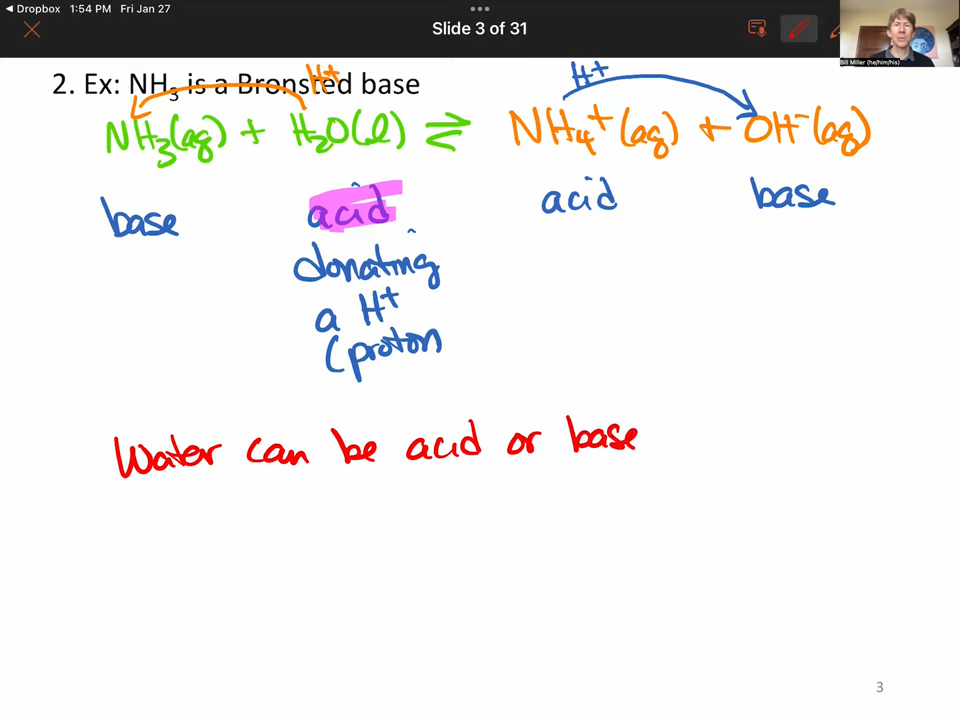 Dropbox 1:54 PM Fri Jan 27
Slide 3 of 31
Bill Miller (he/him/his)
2. Ex: NH3 is a Bronsted base
H+ H+
NH3(aq) + H2O(l) ⇌ NH4+(aq) + OH-(aq)
base acid acid base
donating
a H+
(proton
Water can be acid or base
3